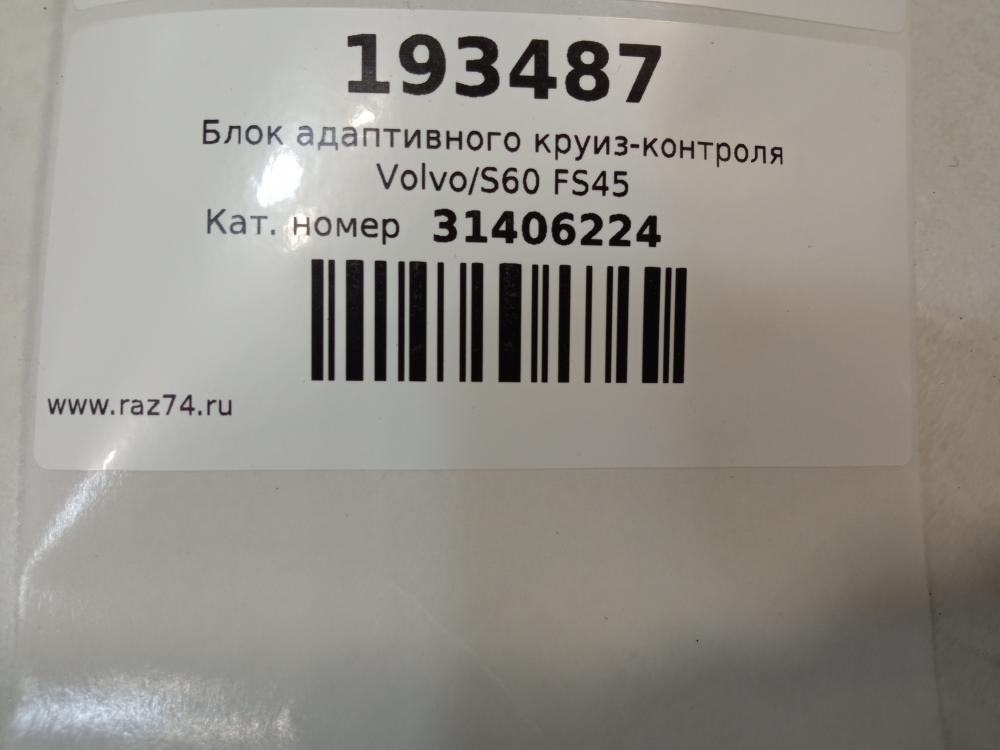 193487
Блок адаптивного круиз-контроля
Volvo/S60 FS45
Кат. номер 31406224
www.raz74.ru